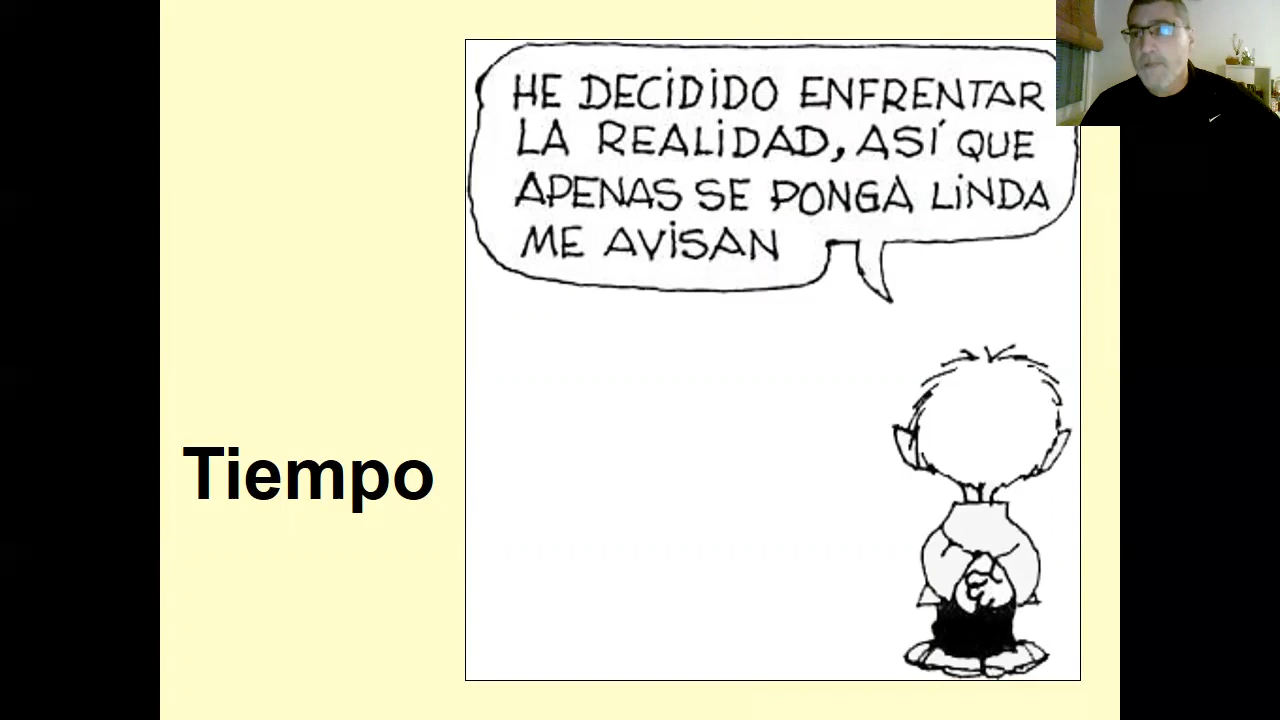 HE DECIDIDO ENFRENTAR
LA REALIDAD, ASÍ QUE
APENAS SE PONGA LINDA
ME AVISAN
Tiempo